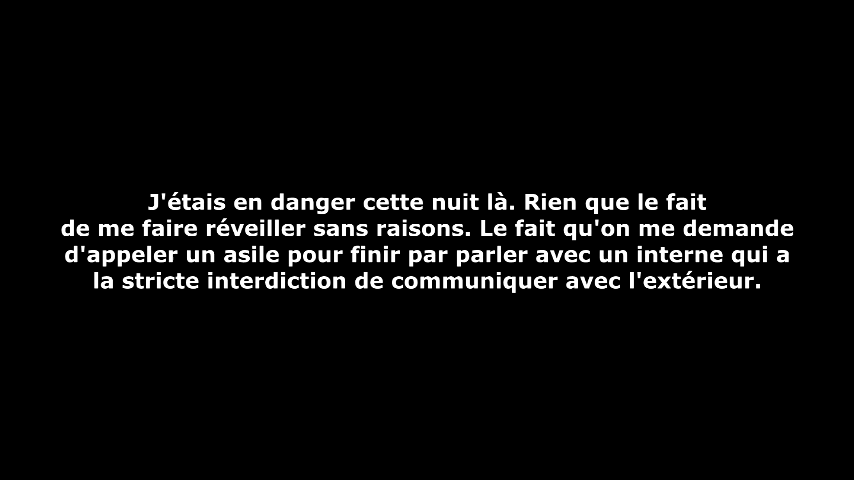 J'étais en danger cette nuit là. Rien que le fait
de me faire réveiller sans raisons. Le fait qu'on me demande
d'appeler un asile pour finir par parler avec un interne qui a
la stricte interdiction de communiquer avec l'extérieur.